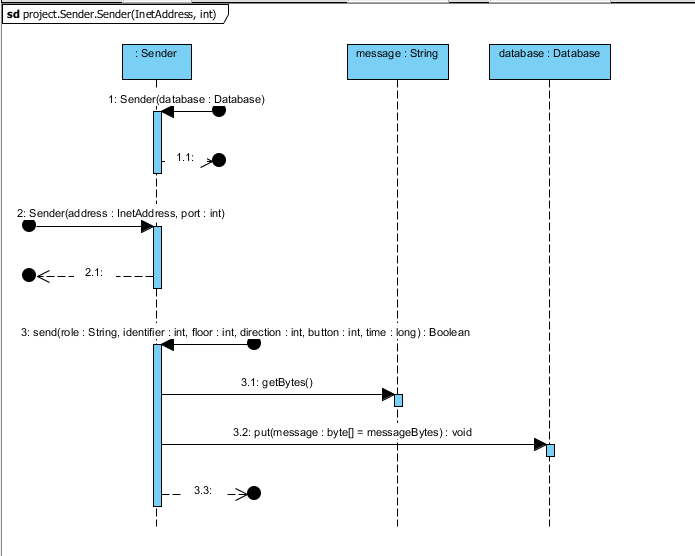 sd project.Sender.Sender(InetAddress, int)
: Sender
message : String
database : Database
1: Sender(database : Database)
1.1:
2: Sender(address : InetAddress, port : int)
2.1:
3: send(role : String, identifier : int, floor : int, direction : int, button : int, time : long) : Boolean
3.1: getBytes()
3.2: put(message : byte[] = messageBytes) : void
3.3: